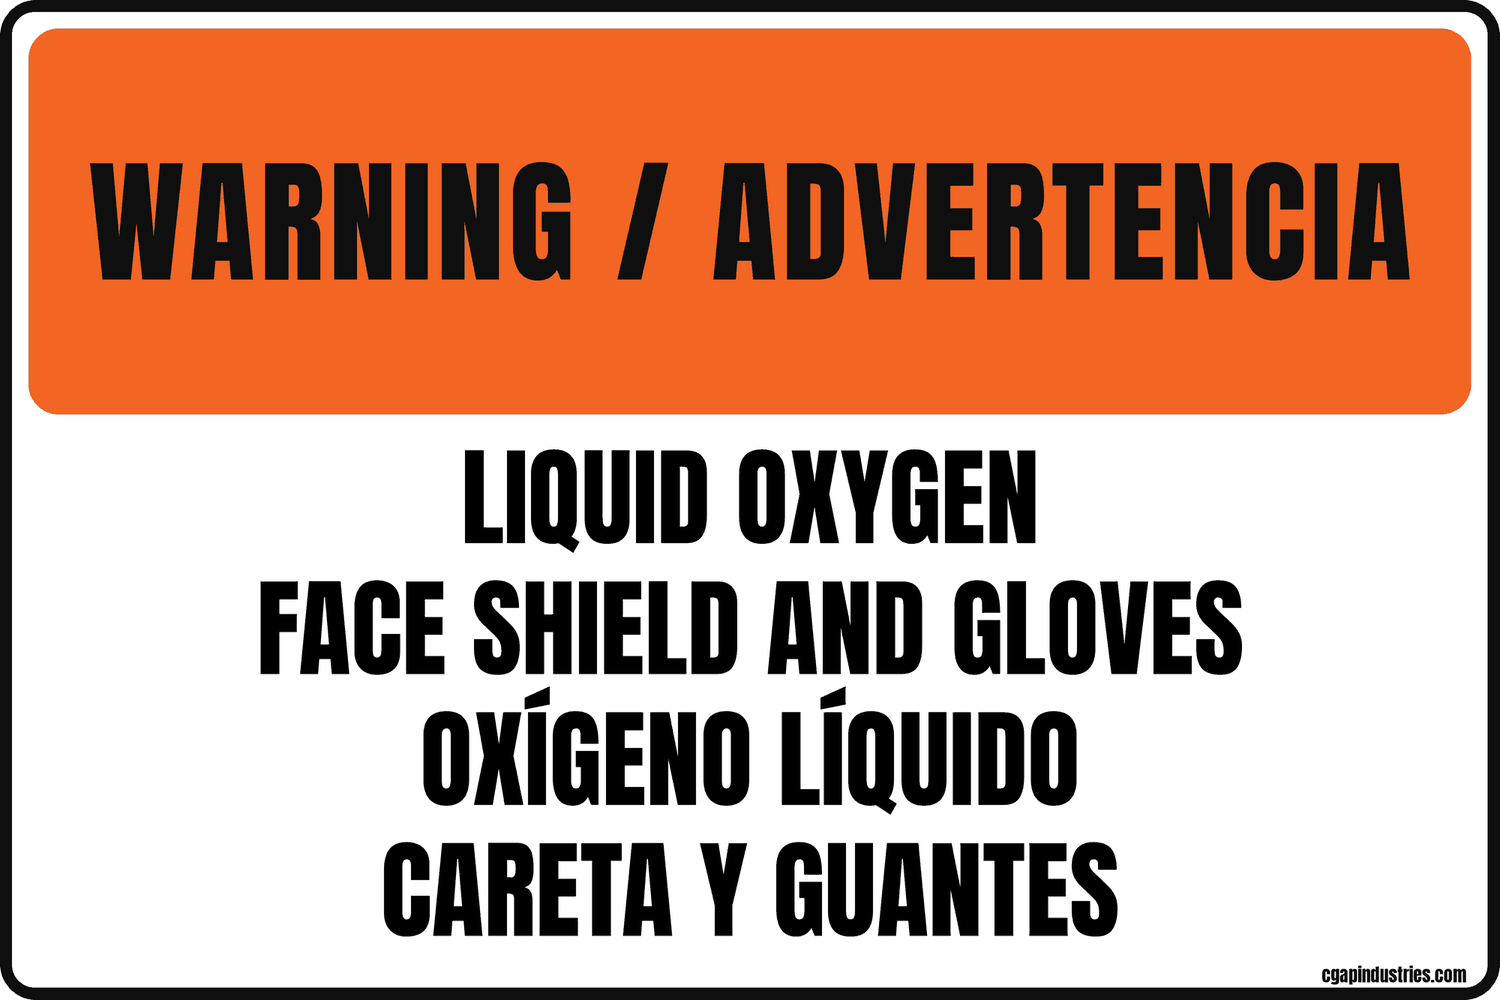 WARNING / ADVERTENCIA
LIQUID OXYGEN
FACE SHIELD AND GLOVES
OXÍGENO LÍQUIDO
CARETA Y GUANTES
cgapindustries.com